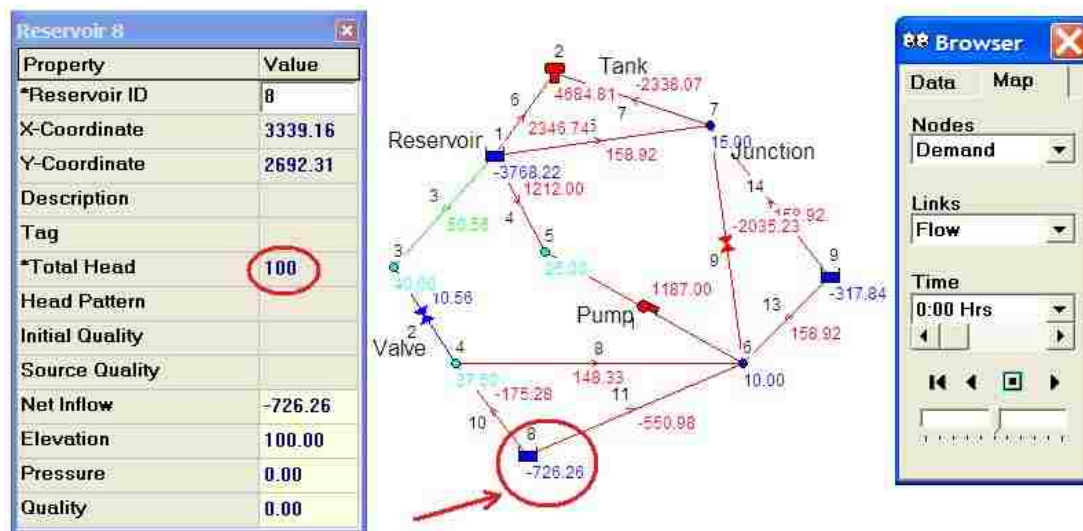 Reservoir 8
Property Value
*Reservoir ID 8
X-Coordinate 3339.16
Y-Coordinate 2692.31
Description
Tag
*Total Head 100
Head Pattern
Initial Quality
Source Quality
Net Inflow -726.26
Elevation 100.00
Pressure 0.00
Quality 0.00
2
Tank
-2338.07
4684.81
6
7
7
1
2346.74
Reservoir
15.00
158.92
Junction
-3768.22
1212.00
3
14
50.56
4
5
-2035.23
3
9
9
40.00
25.00
-317.84
10.56
1187.00
13
Pump
1
158.92
2
Valve
4
8
6
148.33
10.00
-175.28
11
10
8
-550.98
-726.26
Browser
Data Map
Nodes
Demand
Links
Flow
Time
0:00 Hrs